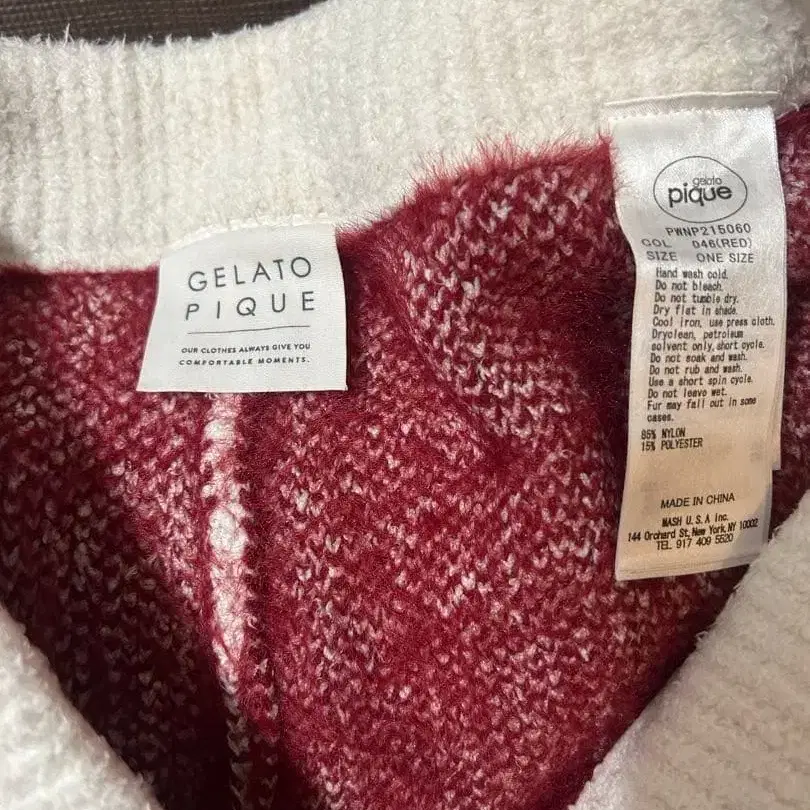 GELATO
PIQUE
OUR CLOTHES ALWAYS GIVE YOU
COMFORTABLE MOMENTS.
gelato
pique
PWNP215060
COL 046(RED)
SIZE ONE SIZE
Hand wash cold.
Do not bleach.
Do not tumble dry.
Dry flat in shade.
Cool iron, use press cloth.
Dryclean, petroleum
solvent only, short cycle.
Do not soak and wash.
Do not rub and wash.
Use a short spin cycle.
Do not leave wet.
Fur may fall out in some
cases.
85% NYLON
15% POLYESTER
MADE IN CHINA
MASH U.S.A Inc.
144 Orchard St, New York, NY 10002
TEL 917 409 5520